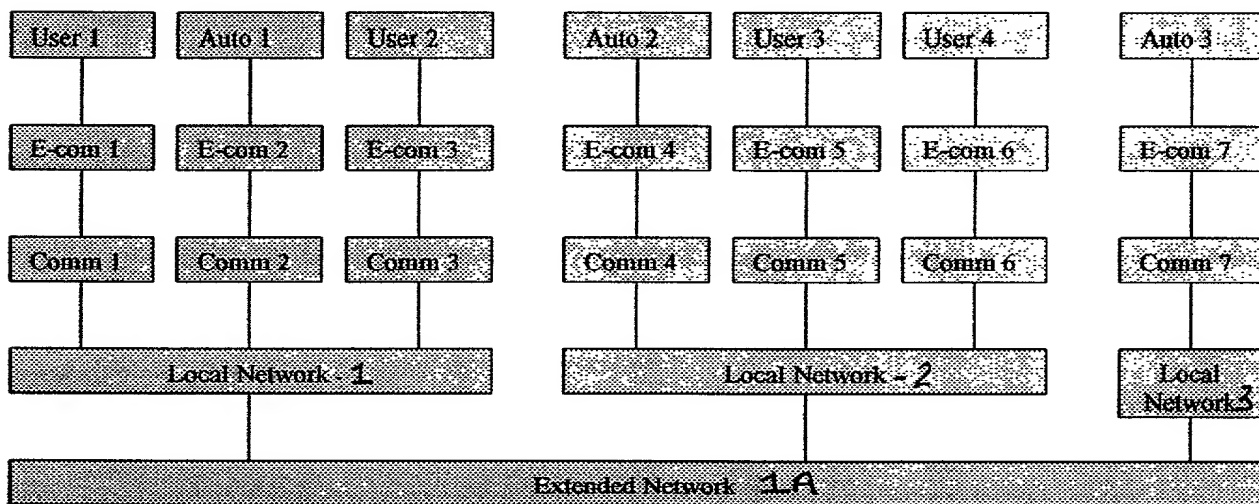 User 1
Auto 1
User 2
Auto 2
User 3
User 4
Auto 3
E-com 1
E-com 2
E-com 3
E-com 4
E-com 5
E-com 6
E-com 7
Comm 1
Comm 2
Comm 3
Comm 4
Comm 5
Comm 6
Comm 7
Local Network - 1
Local Network - 2
Local
Network 3
Extended Network 1A